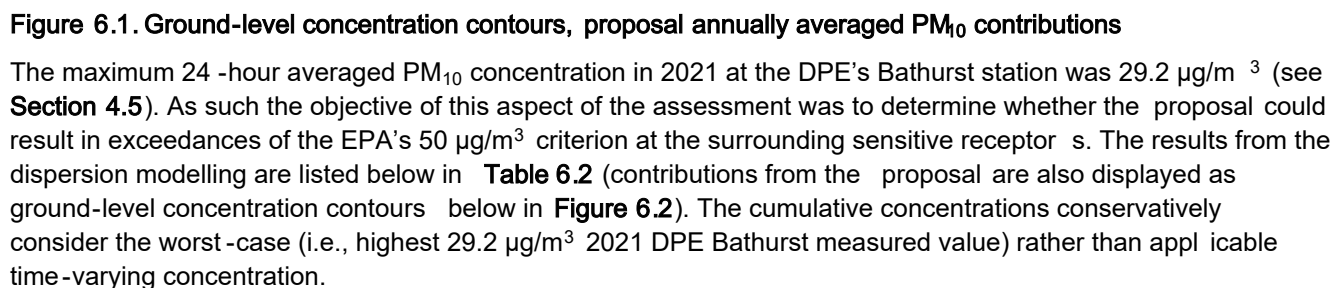 Figure 6.1. Ground-level concentration contours, proposal annually averaged PM₁₀ contributions
The maximum 24 -hour averaged PM₁₀ concentration in 2021 at the DPE’s Bathurst station was 29.2 µg/m ³ (see
Section 4.5). As such the objective of this aspect of the assessment was to determine whether the proposal could
result in exceedances of the EPA’s 50 µg/m³ criterion at the surrounding sensitive receptor s. The results from the
dispersion modelling are listed below in Table 6.2 (contributions from the proposal are also displayed as
ground-level concentration contours below in Figure 6.2). The cumulative concentrations conservatively
consider the worst -case (i.e., highest 29.2 µg/m³ 2021 DPE Bathurst measured value) rather than appl icable
time -varying concentration.